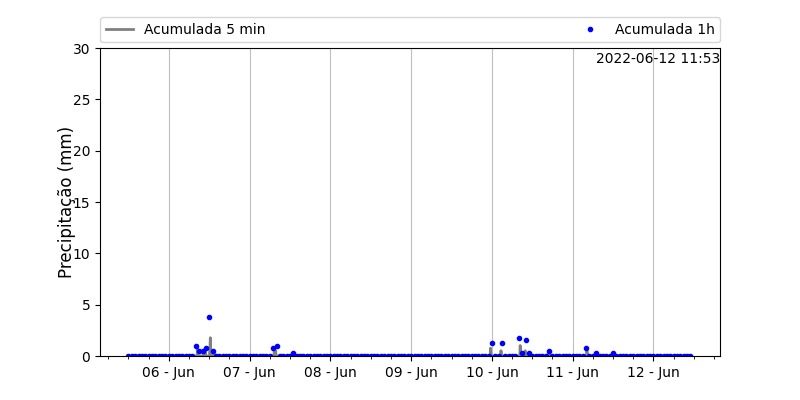 Acumulada 5 min
Acumulada 1h
2022-06-12 11:53
Precipitação (mm)
30
25
20
15
10
5
0
06 - Jun
07 - Jun
08 - Jun
09 - Jun
10 - Jun
11 - Jun
12 - Jun